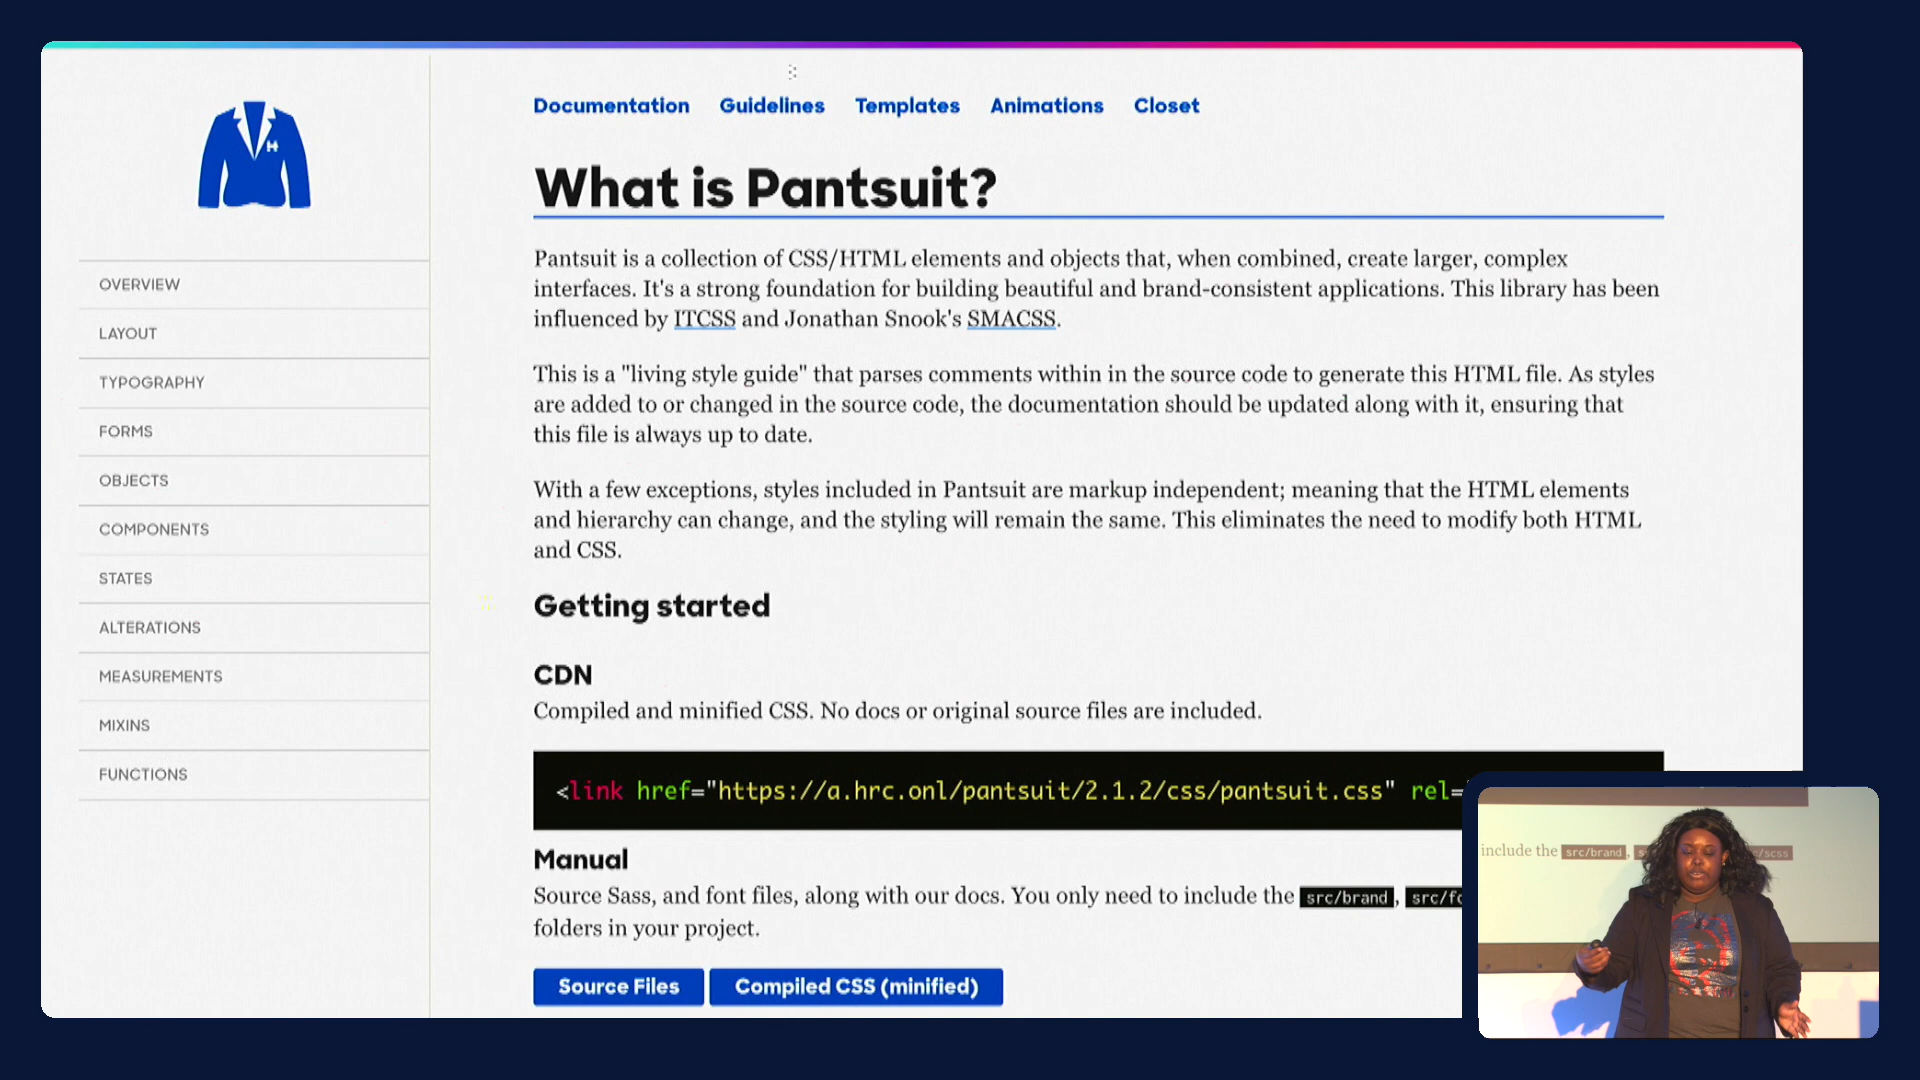 Documentation Guidelines Templates Animations Closet
OVERVIEW
LAYOUT
TYPOGRAPHY
FORMS
OBJECTS
COMPONENTS
STATES
ALTERATIONS
MEASUREMENTS
MIXINS
FUNCTIONS
What is Pantsuit?
Pantsuit is a collection of CSS/HTML elements and objects that, when combined, create larger, complex
interfaces. It's a strong foundation for building beautiful and brand-consistent applications. This library has been
influenced by ITCSS and Jonathan Snook's SMACSS.
This is a "living style guide" that parses comments within in the source code to generate this HTML file. As styles
are added to or changed in the source code, the documentation should be updated along with it, ensuring that
this file is always up to date.
With a few exceptions, styles included in Pantsuit are markup independent; meaning that the HTML elements
and hierarchy can change, and the styling will remain the same. This eliminates the need to modify both HTML
and CSS.
Getting started
CDN
Compiled and minified CSS. No docs or original source files are included.
<link href="https://a.hrc.onl/pantsuit/2.1.2/css/pantsuit.css" rel=
Manual
Source Sass, and font files, along with our docs. You only need to include the src/brand, src/fo
folders in your project.
Source Files Compiled CSS (minified)
include the src/brand, s c/scss